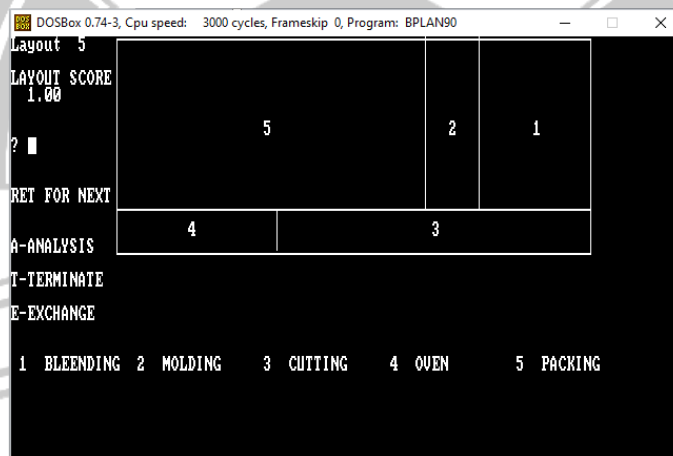 DOSBox 0.74-3, Cpu speed: 3000 cycles, Frameskip 0, Program: BPLAN90
Layout 5
LAYOUT SCORE
1.00
5 2 1
?
RET FOR NEXT
4 3
A-ANALYSIS
T-TERMINATE
E-EXCHANGE
1 BLEENDING 2 MOLDING 3 CUTTING 4 OVEN 5 PACKING